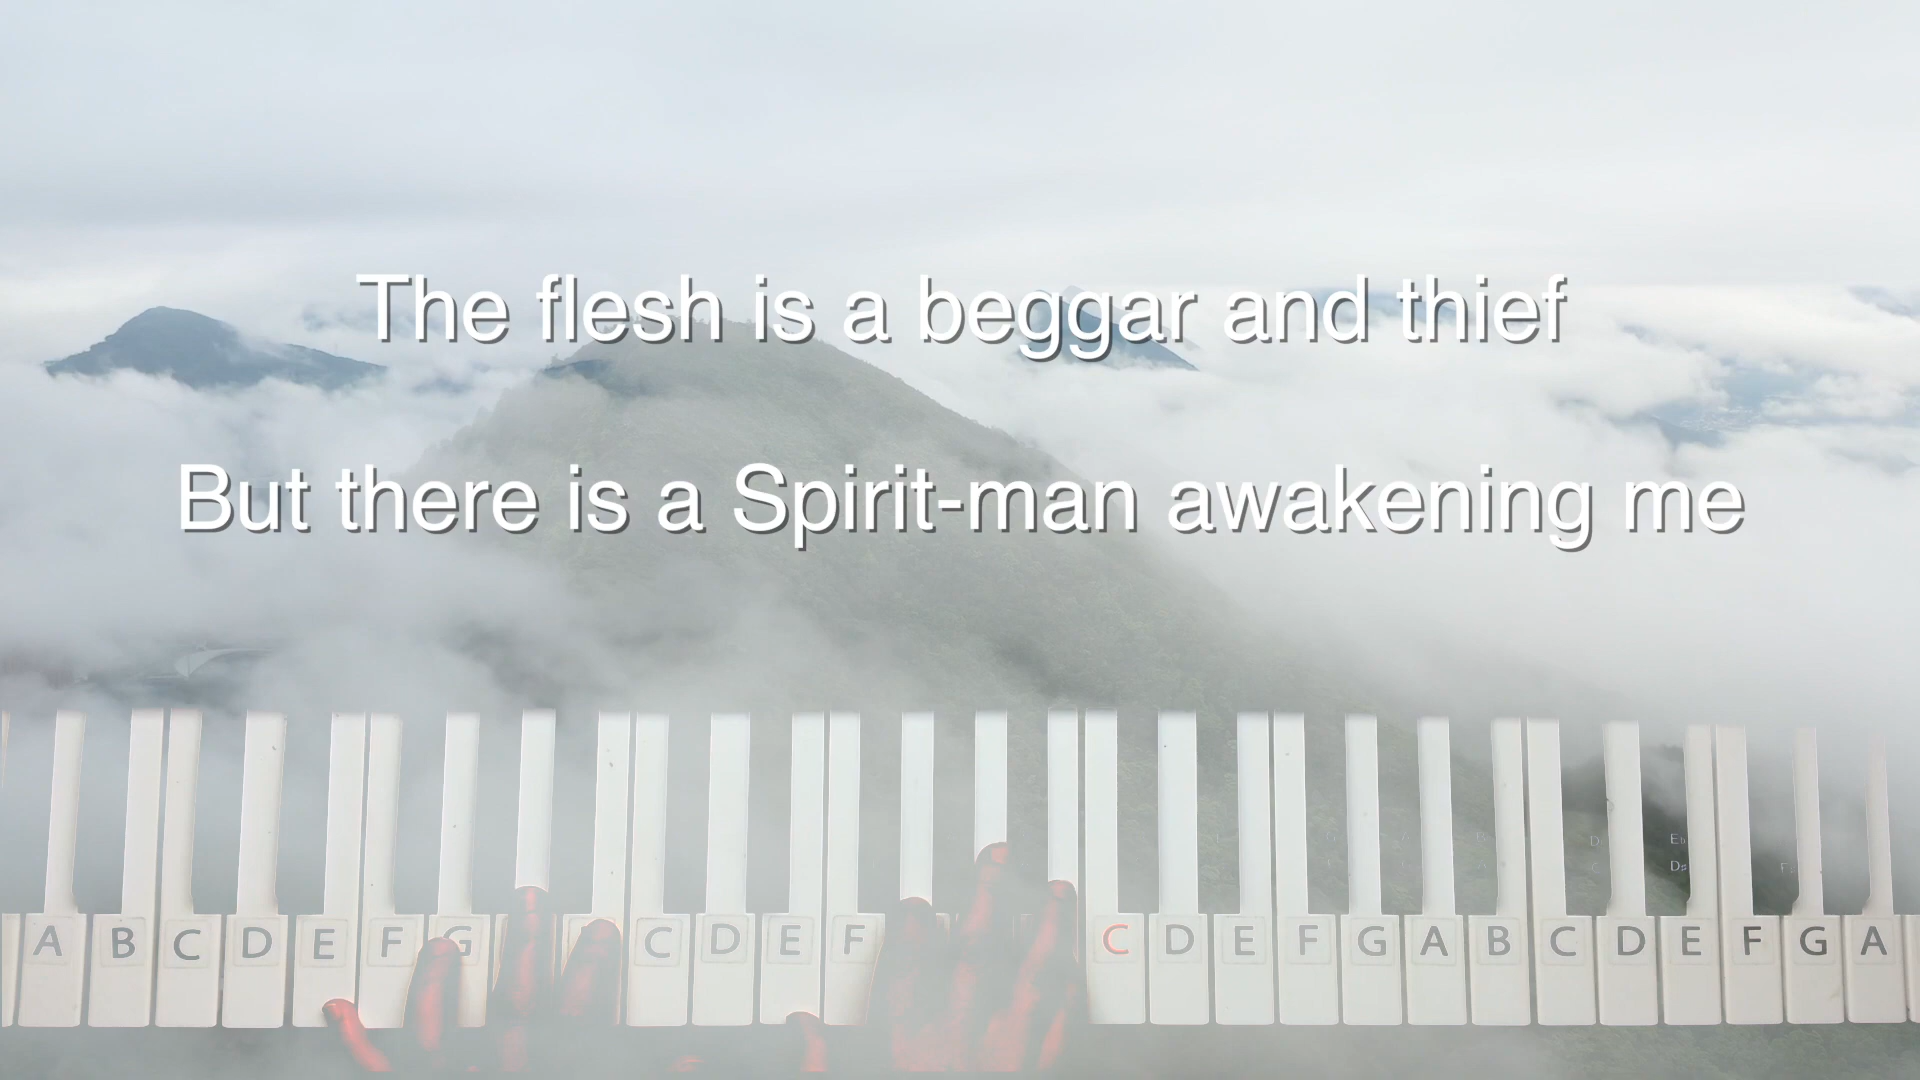 The flesh is a beggar and thief
But there is a Spirit-man awakening me
E♭
D♯
A B C D E F G C D E F C D E F G A B C D E F G A